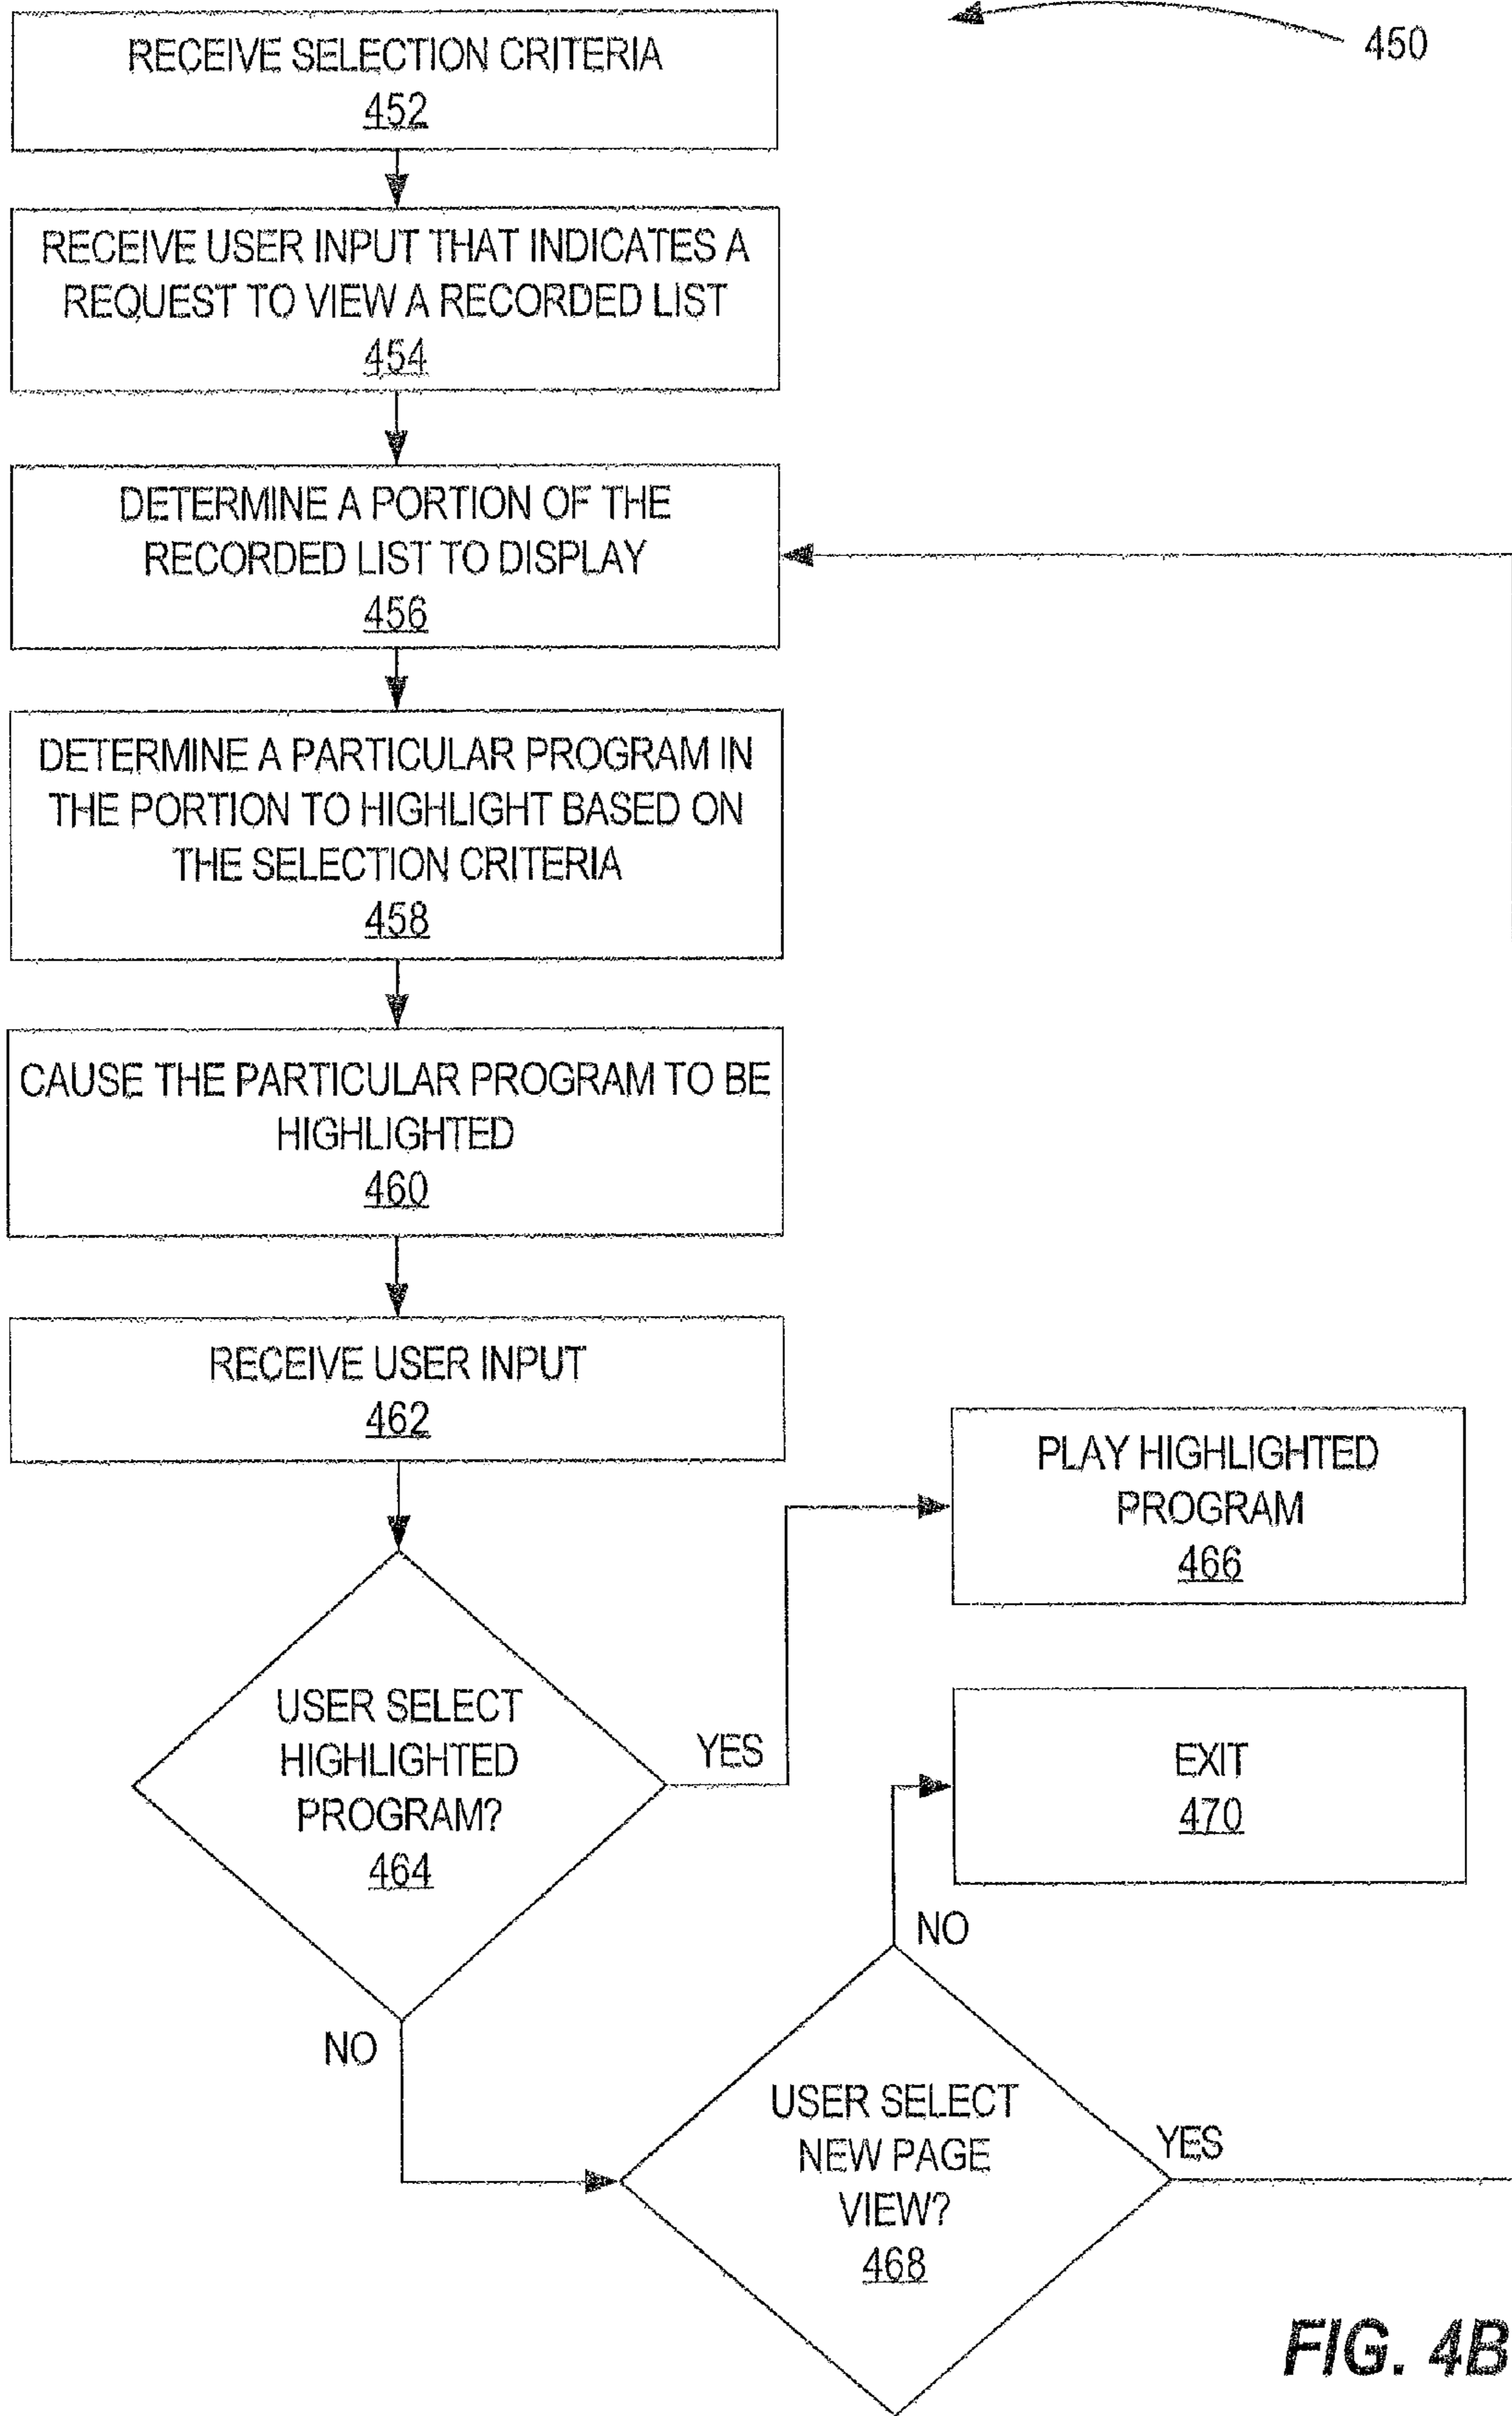 450
RECEIVE SELECTION CRITERIA
452
RECEIVE USER INPUT THAT INDICATES A
REQUEST TO VIEW A RECORDED LIST
454
DETERMINE A PORTION OF THE
RECORDED LIST TO DISPLAY
456
DETERMINE A PARTICULAR PROGRAM IN
THE PORTION TO HIGHLIGHT BASED ON
THE SELECTION CRITERIA
458
CAUSE THE PARTICULAR PROGRAM TO BE
HIGHLIGHTED
460
RECEIVE USER INPUT
462
USER SELECT
HIGHLIGHTED
PROGRAM?
464
YES
PLAY HIGHLIGHTED
PROGRAM
466
NO
USER SELECT
NEW PAGE
VIEW?
468
NO
EXIT
470
YES
FIG. 4B